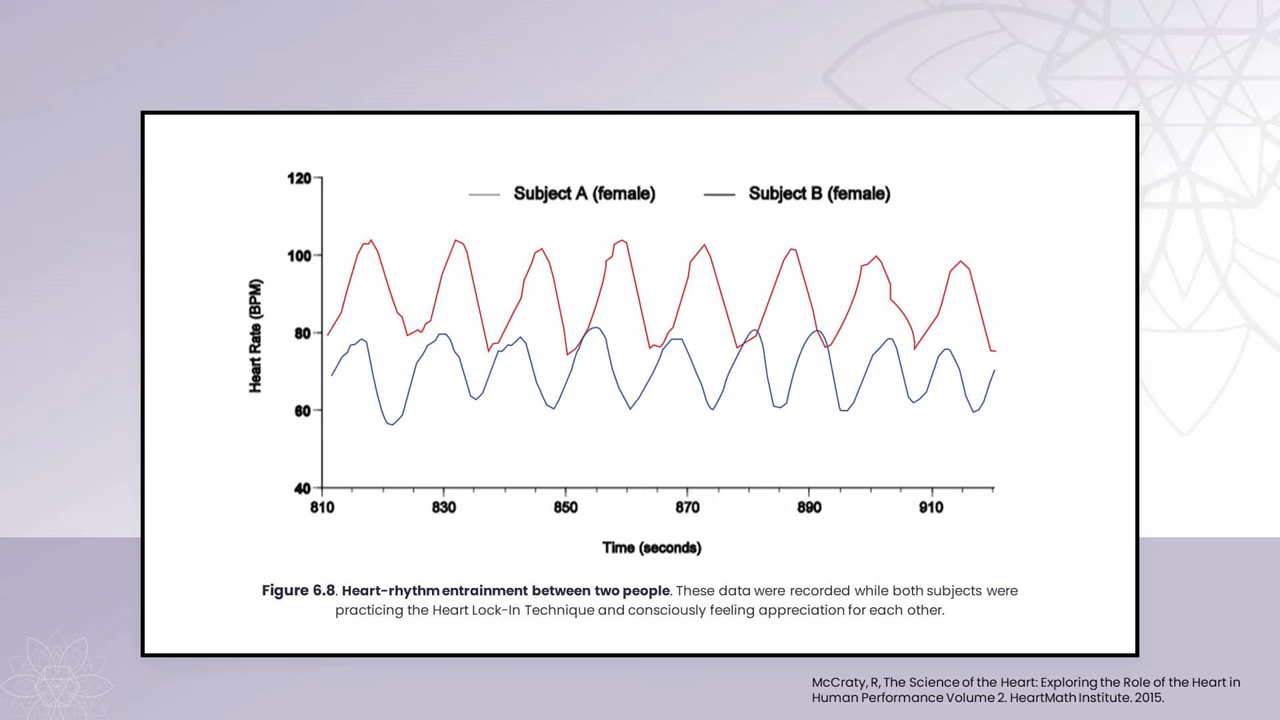 120
Subject A (female) Subject B (female)
100
80
60
40
Heart Rate (BPM)
810 830 850 870 890 910
Time (seconds)
Figure 6.8. Heart-rhythm entrainment between two people. These data were recorded while both subjects were
practicing the Heart Lock-In Technique and consciously feeling appreciation for each other.
McCraty, R, The Science of the Heart: Exploring the Role of the Heart in
Human Performance Volume 2. HeartMath Institute. 2015.